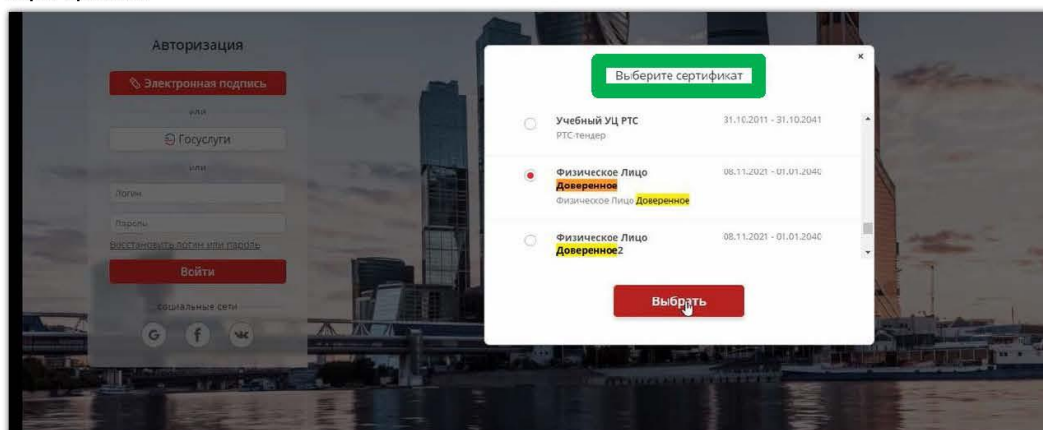 Авторизация
Электронная подпись
или
Госуслуги
или
Логин
Пароль
Восстановить логин или пароль
Войти
социальные сети
Выберите сертификат
×
Учебный УЦ РТС
31.10.2011 - 31.10.2041
РТС-тендер
Физическое Лицо
08.11.2021 - 01.01.2040
Доверенное
Физическое Лицо Доверенное
Физическое Лицо
08.11.2021 - 01.01.2040
Доверенное2
Выбрать